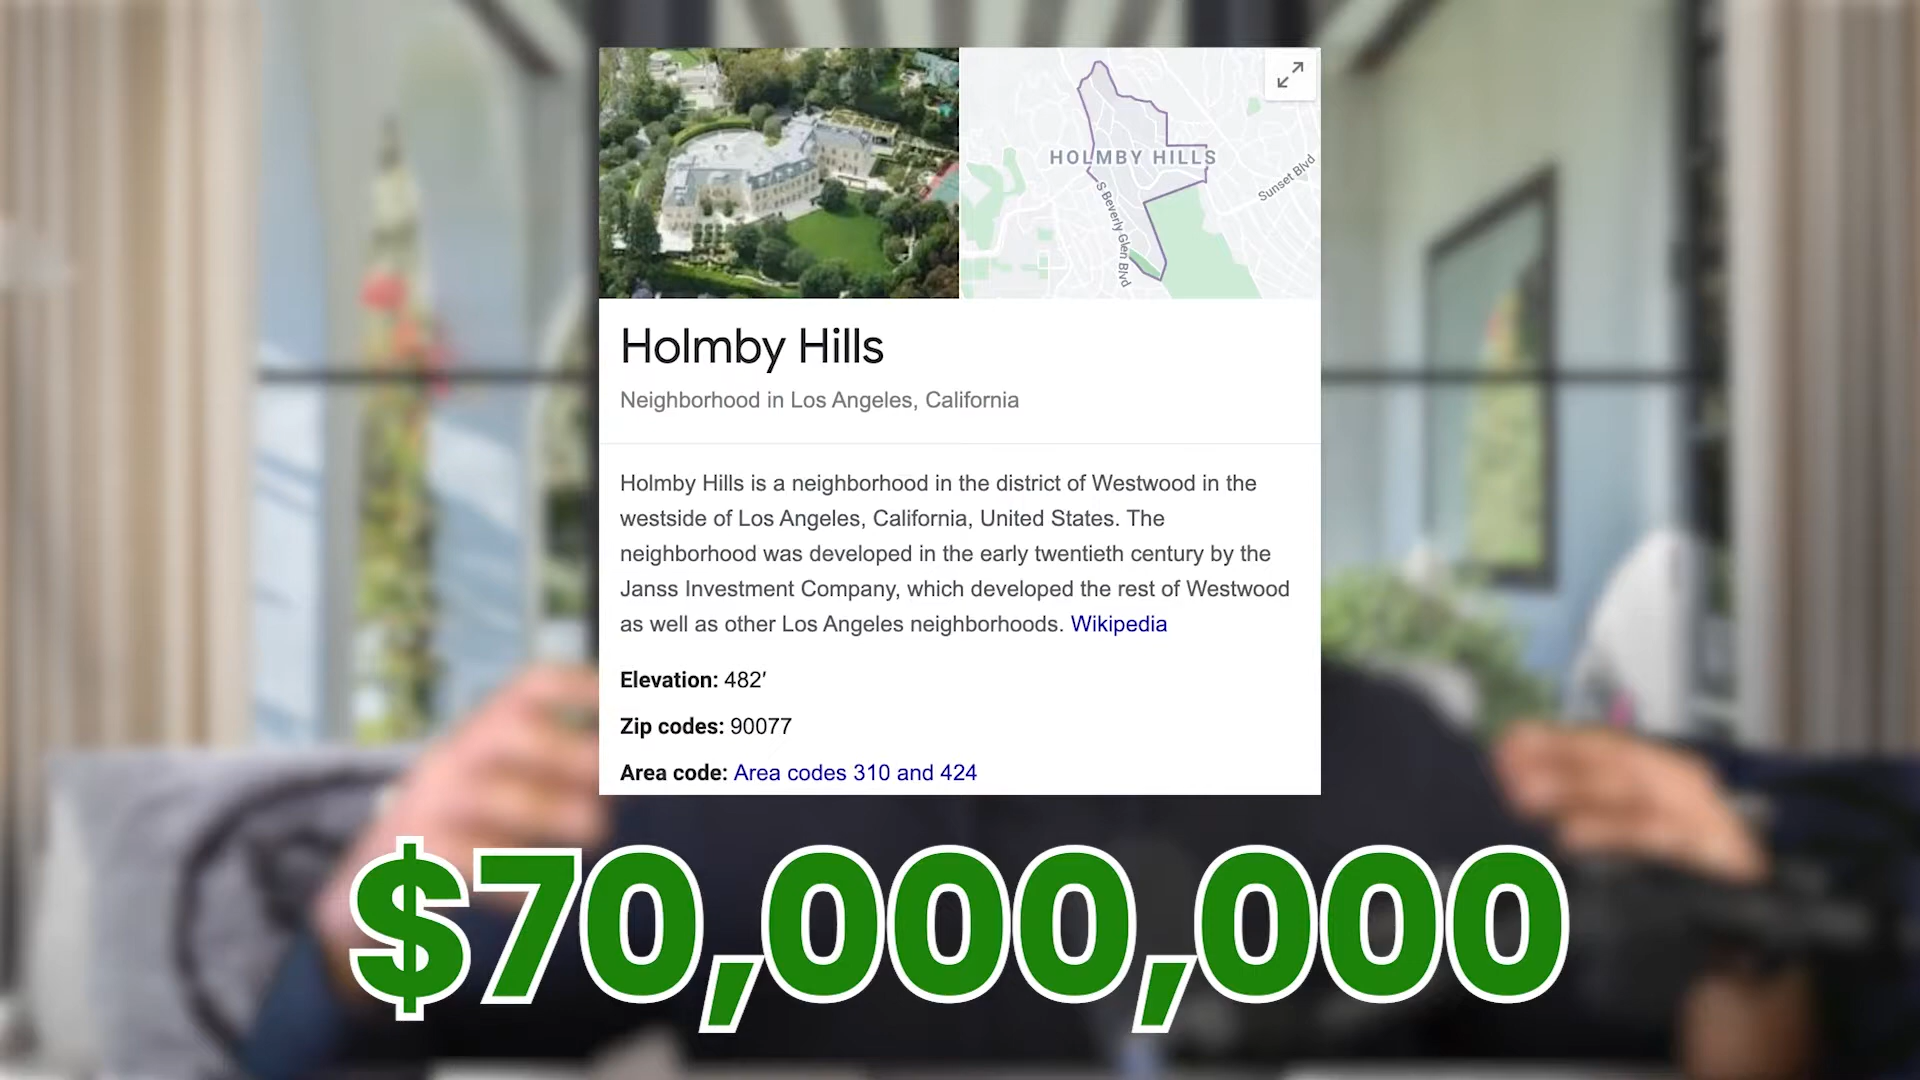 HOLMBY HILLS
Sunset Blvd
S Beverly Glen Blvd
Holmby Hills
Neighborhood in Los Angeles, California
Holmby Hills is a neighborhood in the district of Westwood in the
westside of Los Angeles, California, United States. The
neighborhood was developed in the early twentieth century by the
Janss Investment Company, which developed the rest of Westwood
as well as other Los Angeles neighborhoods. Wikipedia
Elevation: 482′
Zip codes: 90077
Area code: Area codes 310 and 424
$70,000,000